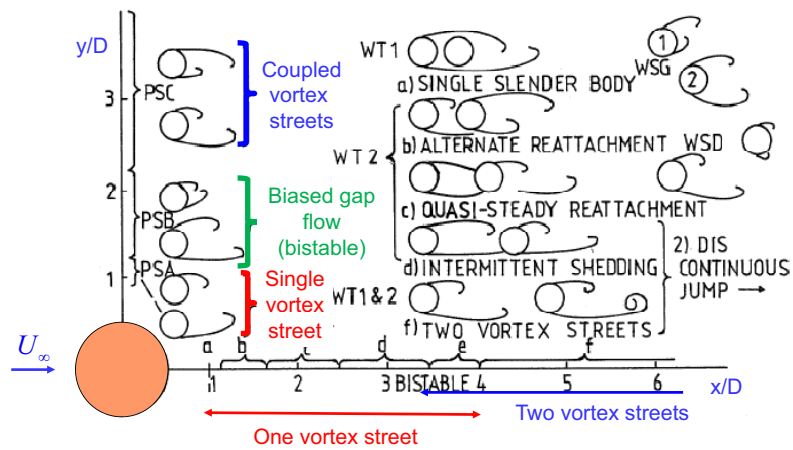 y/D
PSC
Coupled
vortex
streets
3
WT1
a) SINGLE SLENDER BODY
WSG
1
2
b) ALTERNATE REATTACHMENT
WSD
WT2
2
PSB
Biased gap
flow
(bistable)
c) QUASI-STEADY REATTACHMENT
PSA
1
Single
vortex
street
d) INTERMITTENT SHEDDING
2) DIS
CONTINUOUS
JUMP →
WT1&2
f) TWO VORTEX STREETS
U∞
a b c d e f
1 2 3 BISTABLE 4 5 6
x/D
Two vortex streets
One vortex street